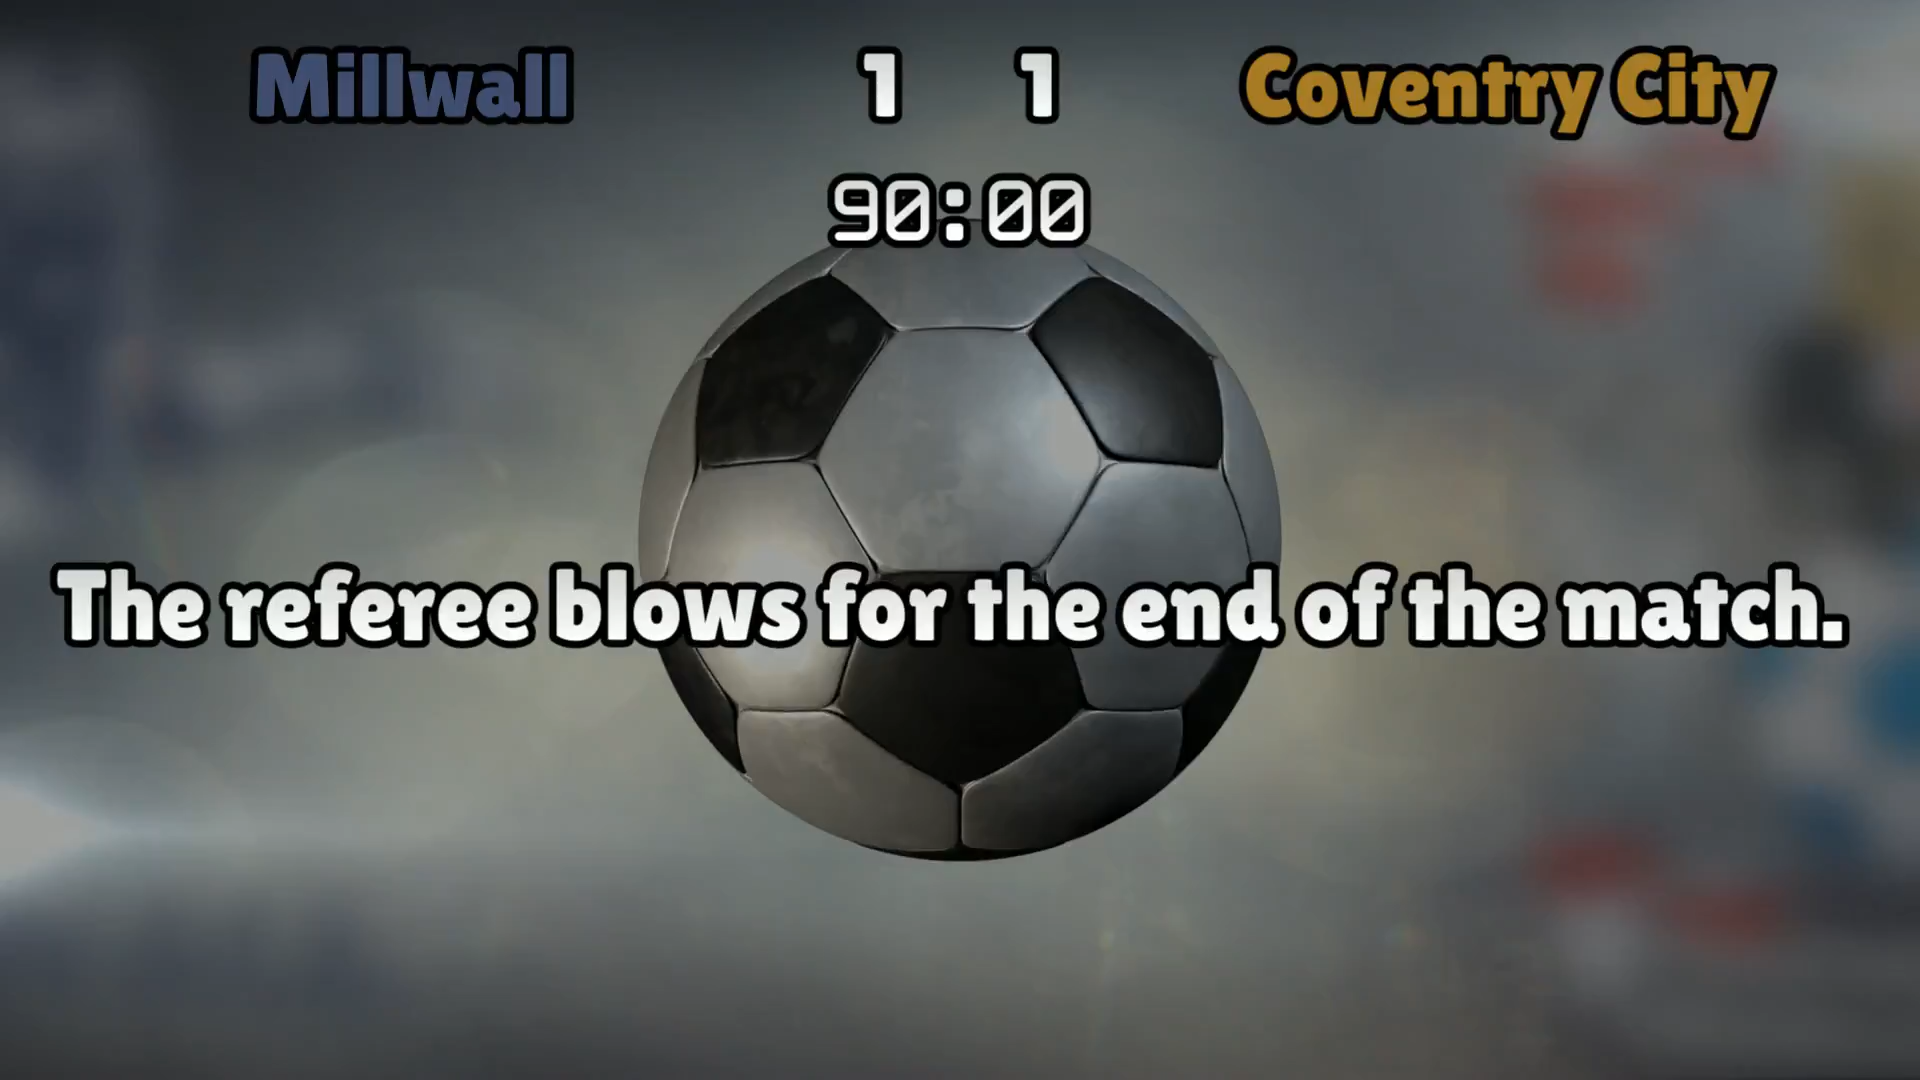 Millwall 1 1 Coventry City
90:00
The referee blows for the end of the match.